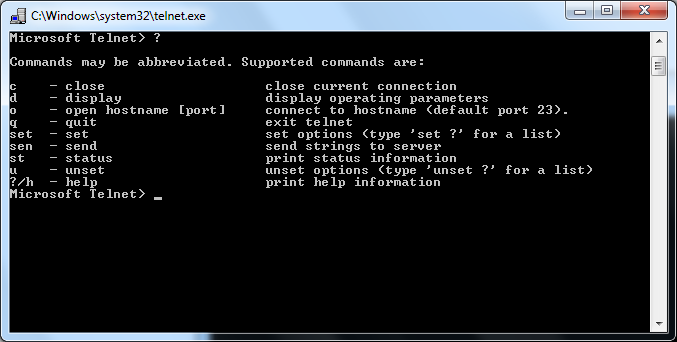 C:\Windows\system32\telnet.exe
Microsoft Telnet> ?
Commands may be abbreviated. Supported commands are:
c    - close                    close current connection
d    - display                  display operating parameters
o    - open hostname [port]     connect to hostname (default port 23).
q    - quit                     exit telnet
set  - set                      set options (type 'set ?' for a list)
sen  - send                     send strings to server
st   - status                   print status information
u    - unset                    unset options (type 'unset ?' for a list)
?/h  - help                     print help information
Microsoft Telnet> _